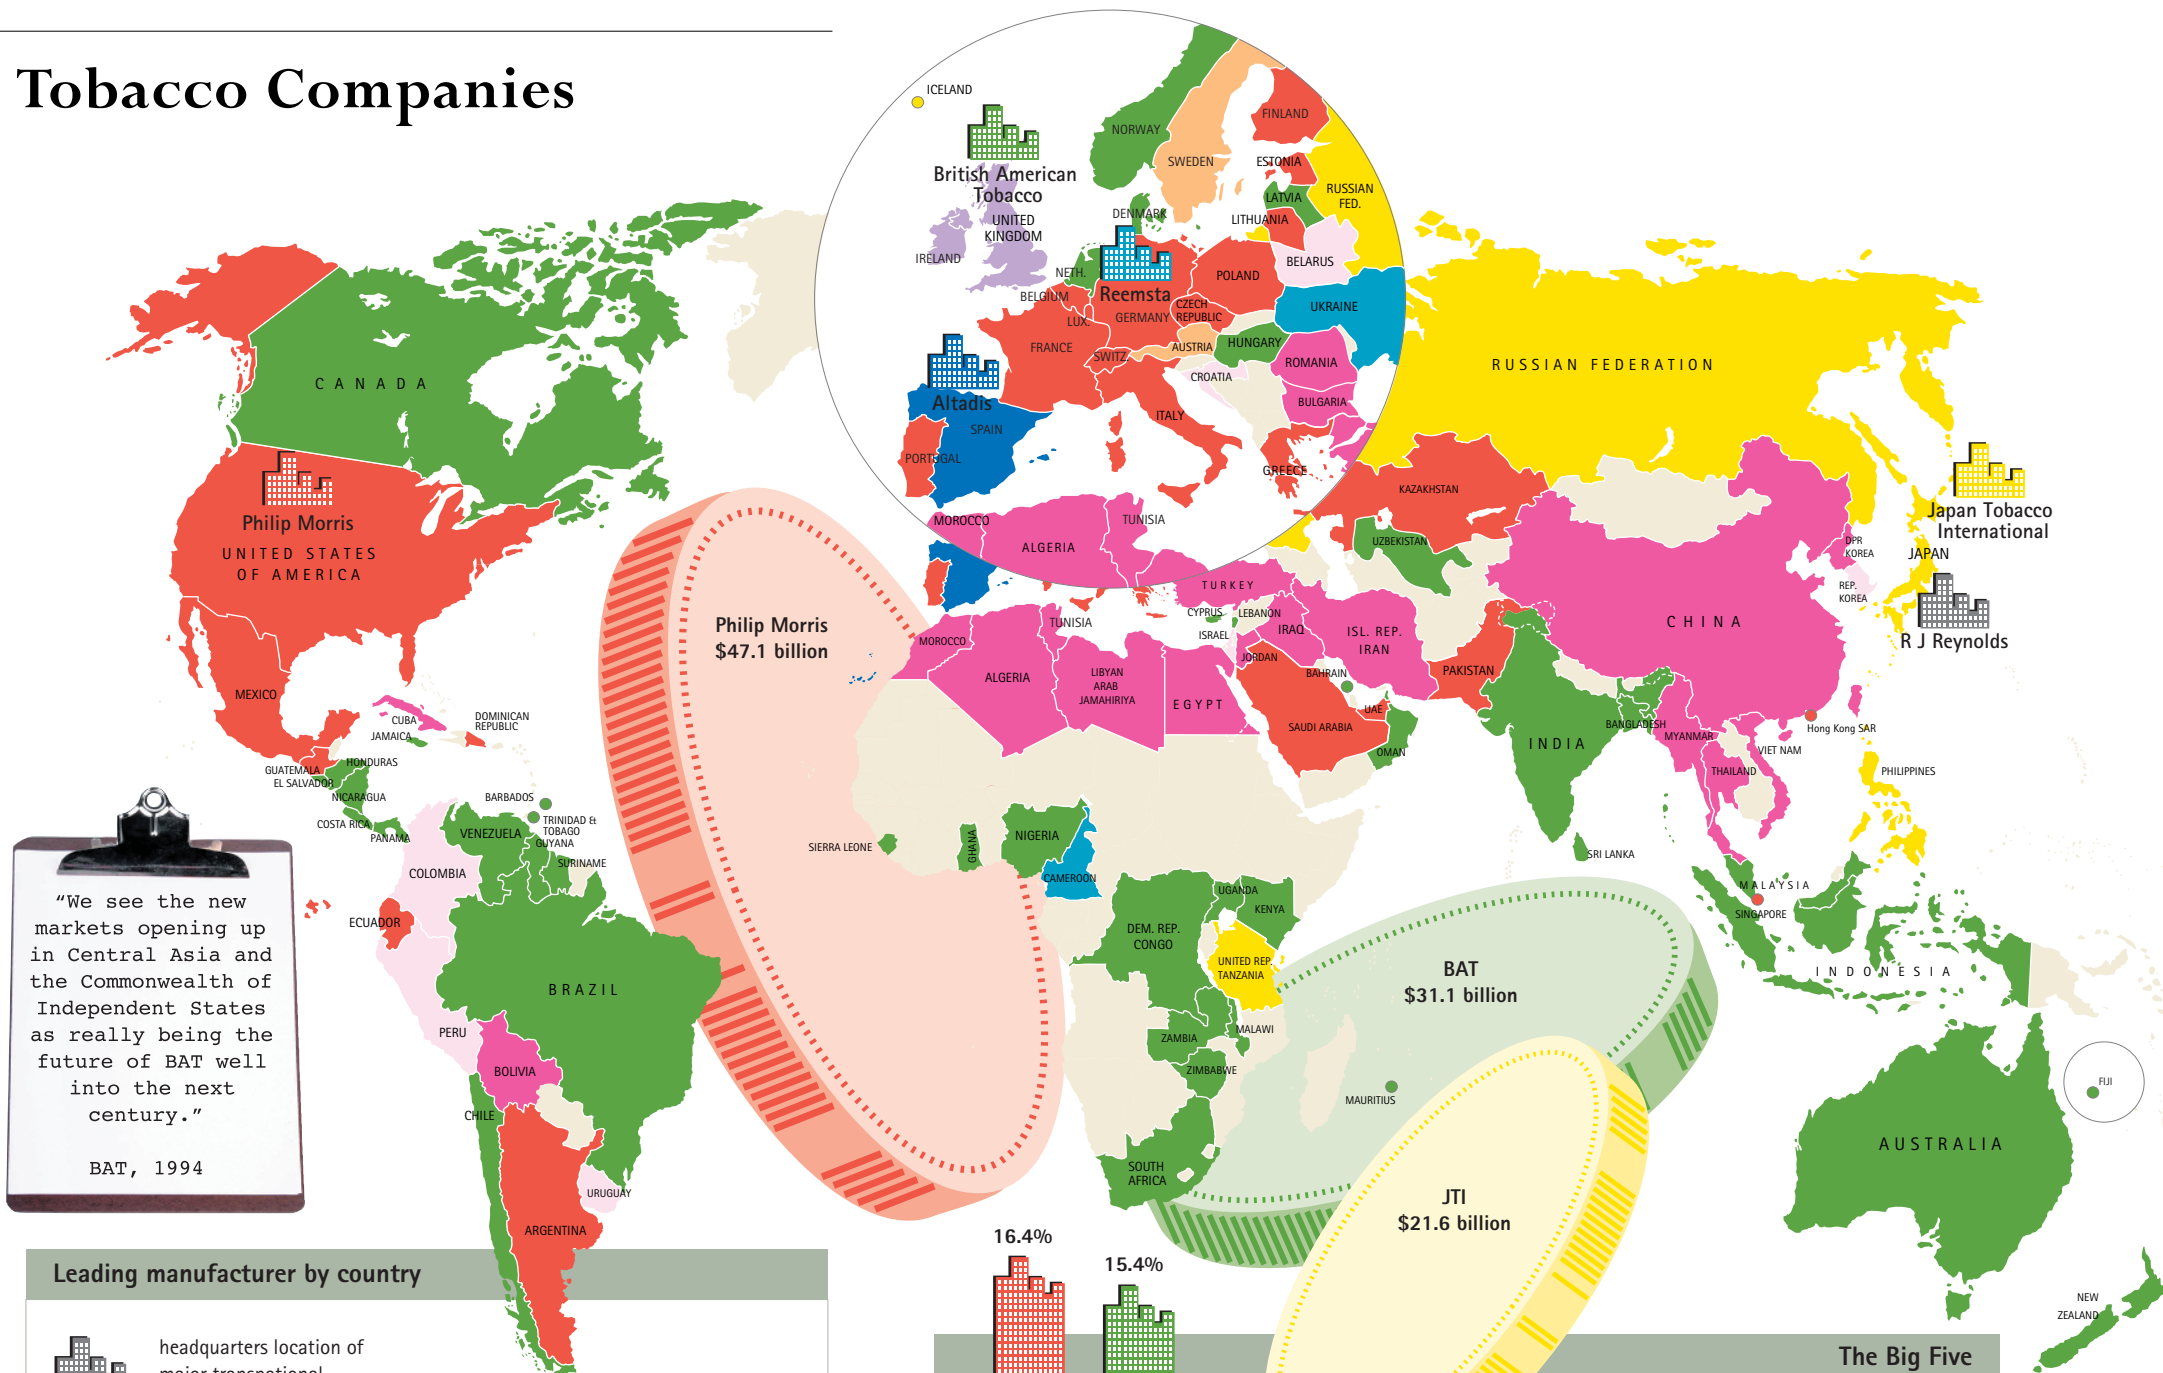 Tobacco Companies
ICELAND
British American
Tobacco
UNITED
KINGDOM
IRELAND
NORWAY
SWEDEN
FINLAND
ESTONIA
LATVIA
LITHUANIA
RUSSIAN
FED.
DENMARK
NETH.
BELGIUM
LUX.
Reemsta
GERMANY
POLAND
BELARUS
CZECH
REPUBLIC
UKRAINE
FRANCE
SWITZ.
AUSTRIA
HUNGARY
ROMANIA
CROATIA
BULGARIA
Altadis
SPAIN
PORTUGAL
ITALY
GREECE
MOROCCO
ALGERIA
TUNISIA
CANADA
Philip Morris
UNITED STATES
OF AMERICA
MEXICO
CUBA
JAMAICA
DOMINICAN
REPUBLIC
GUATEMALA
EL SALVADOR
HONDURAS
NICARAGUA
COSTA RICA
PANAMA
BARBADOS
TRINIDAD &
TOBAGO
GUYANA
SURINAME
VENEZUELA
COLOMBIA
ECUADOR
PERU
BRAZIL
BOLIVIA
CHILE
URUGUAY
ARGENTINA
RUSSIAN FEDERATION
KAZAKHSTAN
UZBEKISTAN
Japan Tobacco
International
DPR
KOREA
JAPAN
REP.
KOREA
R J Reynolds
CHINA
TURKEY
CYPRUS
LEBANON
ISRAEL
IRAQ
JORDAN
ISL. REP.
IRAN
BAHRAIN
UAE
SAUDI ARABIA
OMAN
PAKISTAN
INDIA
BANGLADESH
MYANMAR
Hong Kong SAR
VIET NAM
THAILAND
PHILIPPINES
SRI LANKA
MALAYSIA
SINGAPORE
INDONESIA
MOROCCO
TUNISIA
ALGERIA
LIBYAN
ARAB
JAMAHIRIYA
EGYPT
SIERRA LEONE
GHANA
NIGERIA
CAMEROON
UGANDA
KENYA
DEM. REP.
CONGO
UNITED REP.
TANZANIA
MALAWI
ZAMBIA
ZIMBABWE
MAURITIUS
SOUTH
AFRICA
FIJI
AUSTRALIA
NEW
ZEALAND
Philip Morris
$47.1 billion
BAT
$31.1 billion
JTI
$21.6 billion
“We see the new
markets opening up
in Central Asia and
the Commonwealth of
Independent States
as really being the
future of BAT well
into the next
century.”
BAT, 1994
Leading manufacturer by country
headquarters location of
major transnational
16.4%
15.4%
The Big Five